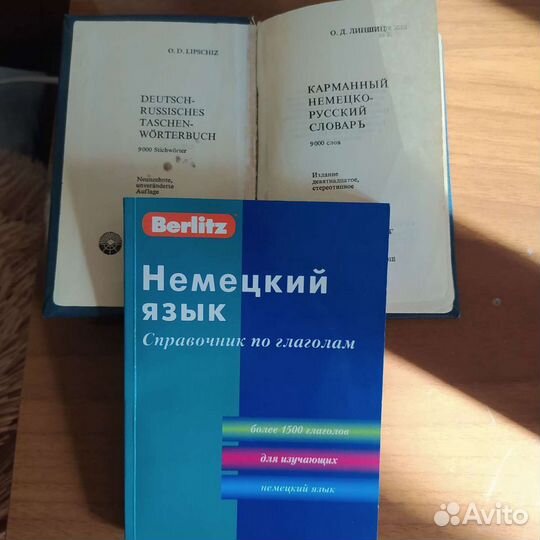 O. D. LIPSCHIZ
DEUTSCH-
RUSSISCHES
TASCHEN-
WÖRTERBUCH
9000 Stichwörter
Neunzehnte,
unveränderte
Auflage
О. Д. ЛИПШИЦ
КАРМАННЫЙ
НЕМЕЦКО-
РУССКИЙ
СЛОВАРЬ
9000 слов
Издание
девятнадцатое,
стереотипное
Berlitz
Немецкий
язык
Справочник по глаголам
более 1500 глаголов
для изучающих
немецкий язык
Avito